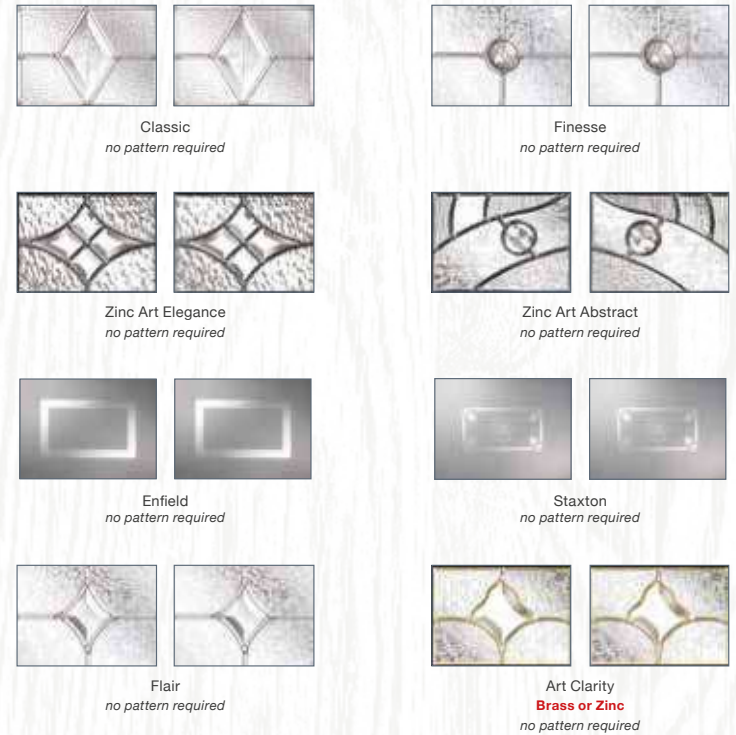 Classic
no pattern required
Finesse
no pattern required
Zinc Art Elegance
no pattern required
Zinc Art Abstract
no pattern required
Enfield
no pattern required
Staxton
no pattern required
Flair
no pattern required
Art Clarity
Brass or Zinc
no pattern required